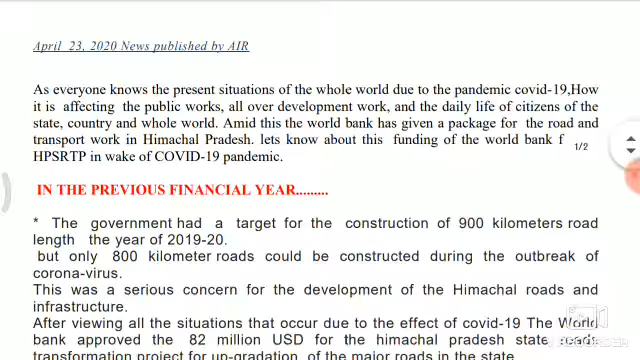 April 23, 2020 News published by AIR
As everyone knows the present situations of the whole world due to the pandemic covid-19,How
it is affecting the public works, all over development work, and the daily life of citizens of the
state, country and whole world. Amid this the world bank has given a package for the road and
transport work in Himachal Pradesh. lets know about this funding of the world bank f
1/2
HPSRTP in wake of COVID-19 pandemic.
IN THE PREVIOUS FINANCIAL YEAR.........
* The government had a target for the construction of 900 kilometers road
length the year of 2019-20.
but only 800 kilometer roads could be constructed during the outbreak of
corona-virus.
This was a serious concern for the development of the Himachal roads and
infrastructure.
After viewing all the situations that occur due to the effect of covid-19 The World
bank approved the 82 million USD for the himachal pradesh state roads
transformation project for up-gradation of the major roads in the state